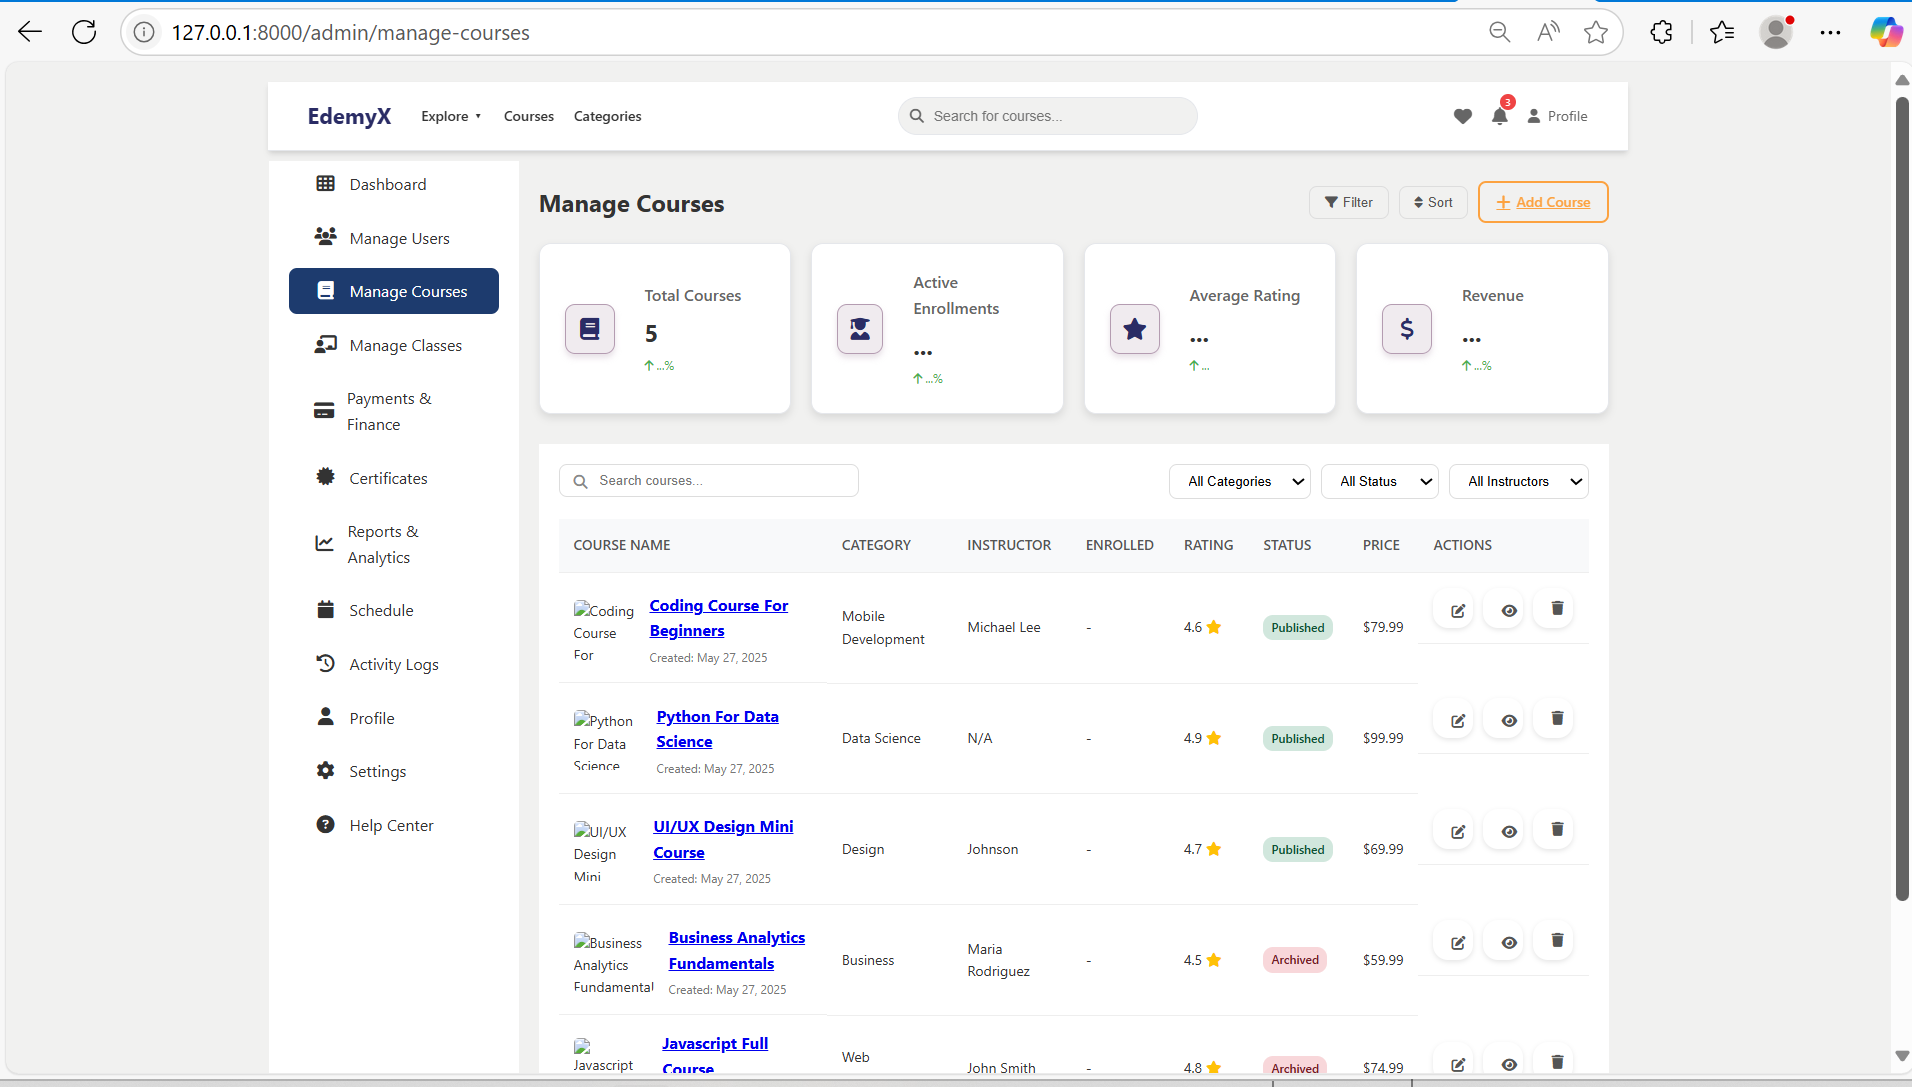 127.0.0.1:8000/admin/manage-courses
EdemyX Explore ▾ Courses Categories Search for courses... 3 Profile
Dashboard
Manage Users
Manage Courses
Manage Classes
Payments &
Finance
Certificates
Reports &
Analytics
Schedule
Activity Logs
Profile
Settings
Help Center
Manage Courses
Filter Sort + Add Course
Total Courses
5
...%
Active
Enrollments
...
...%
Average Rating
...
...
Revenue
...
...%
Search courses... All Categories All Status All Instructors
COURSE NAME CATEGORY INSTRUCTOR ENROLLED RATING STATUS PRICE ACTIONS
Coding
Course
For
Coding Course For
Beginners
Created: May 27, 2025
Mobile
Development
Michael Lee - 4.6 Published $79.99
Python
For Data
Science
Python For Data
Science
Created: May 27, 2025
Data Science N/A - 4.9 Published $99.99
UI/UX
Design
Mini
UI/UX Design Mini
Course
Created: May 27, 2025
Design Johnson - 4.7 Published $69.99
Business
Analytics
Fundamental
Business Analytics
Fundamentals
Created: May 27, 2025
Business
Maria
Rodriguez
- 4.5 Archived $59.99
Javascript
Javascript Full
Course
Web
John Smith - 4.8 Archived $74.99